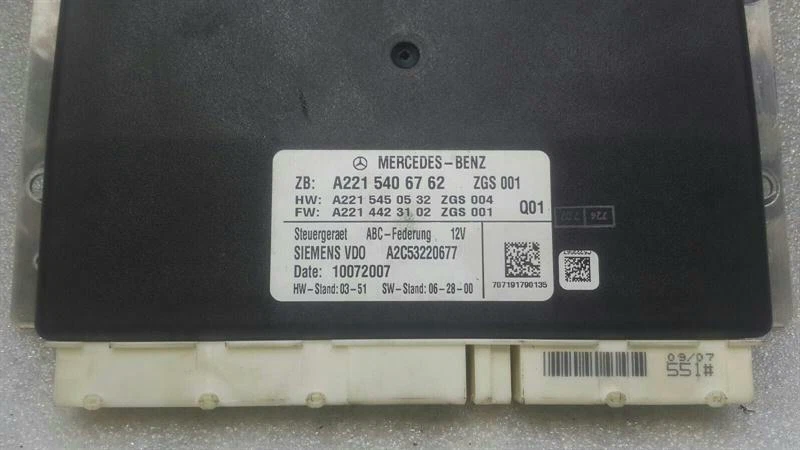 MERCEDES-BENZ
ZB: A221 540 67 62 ZGS 001
HW: A221 545 05 32 ZGS 004
FW: A221 442 31 02 ZGS 001 Q01
Steuergeraet ABC-Federung 12V
SIEMENS VDO A2C53220677
Date: 10072007
HW-Stand: 03-51 SW-Stand: 06-28-00
707191790135
09/07
551#